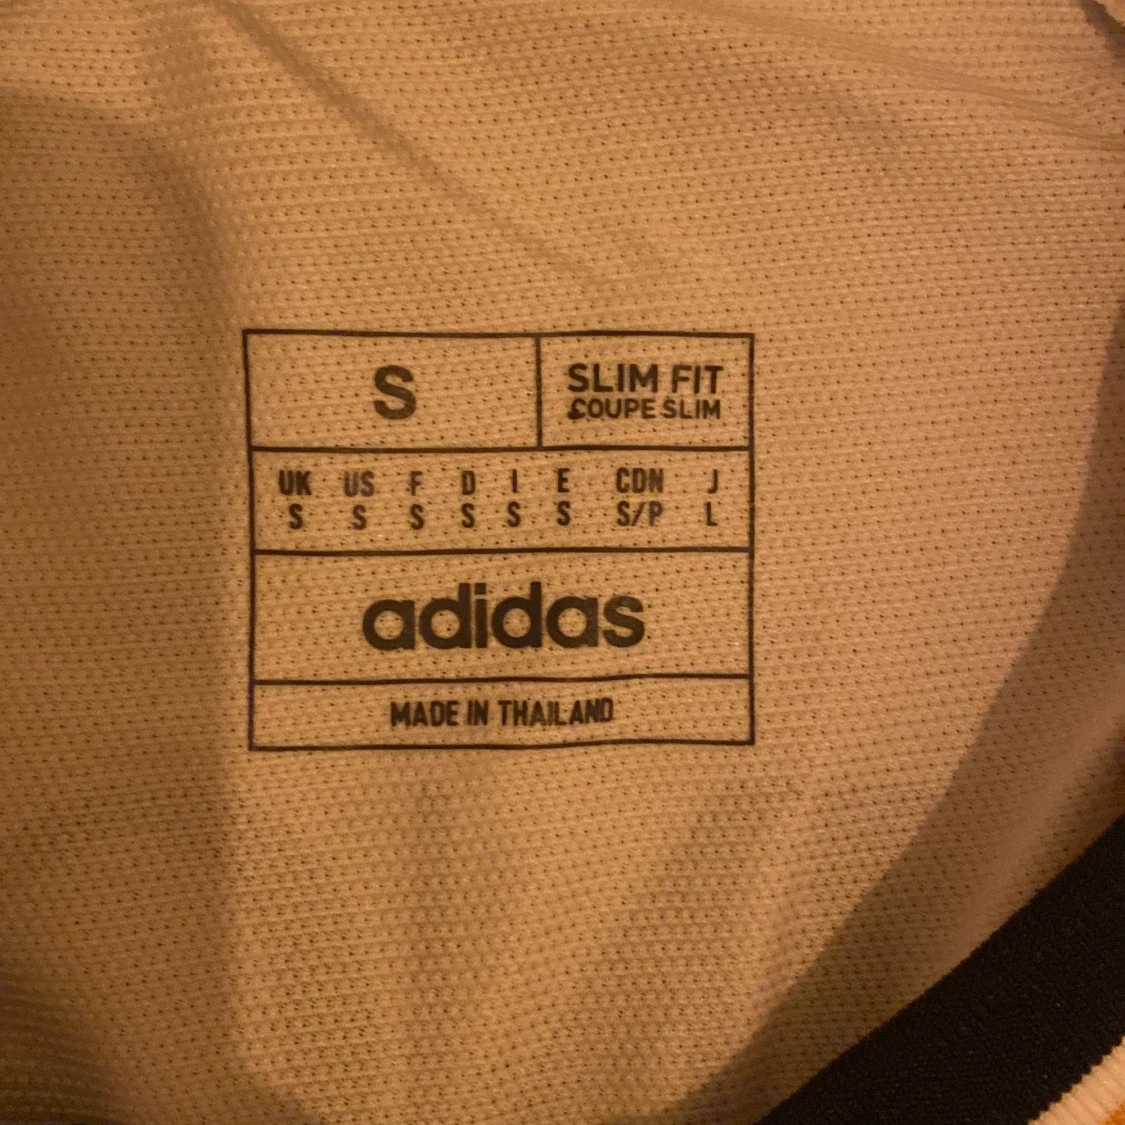 S
SLIM FIT
COUPE SLIM
UK US F D I E CDN J
S S S S S S S/P L
adidas
MADE IN THAILAND